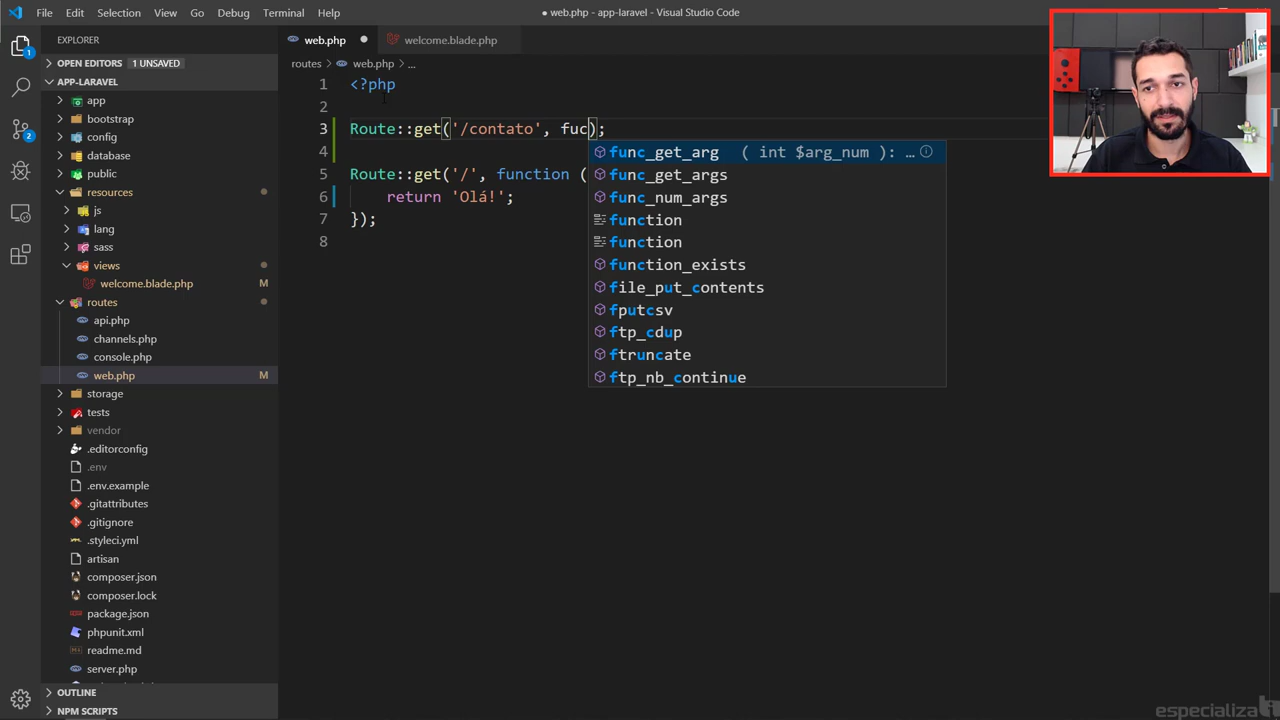 File Edit Selection View Go Debug Terminal Help
● web.php - app-laravel - Visual Studio Code
EXPLORER
OPEN EDITORS 1 UNSAVED
APP-LARAVEL
app
bootstrap
config
database
public
resources
js
lang
sass
views
welcome.blade.php M
routes
api.php
channels.php
console.php
web.php M
storage
tests
vendor
.editorconfig
.env
.env.example
.gitattributes
.gitignore
.styleci.yml
artisan
composer.json
composer.lock
package.json
phpunit.xml
readme.md
server.php
OUTLINE
NPM SCRIPTS
1
2
web.php ●
welcome.blade.php
routes > web.php > ...
1 <?php
2
3 Route::get('/contato', fuc);
4
5 Route::get('/', function (
6 return 'Olá!';
7 });
8
func_get_arg ( int $arg_num ): …
func_get_args
func_num_args
function
function
function_exists
file_put_contents
fputcsv
ftp_cdup
ftruncate
ftp_nb_continue
especializa